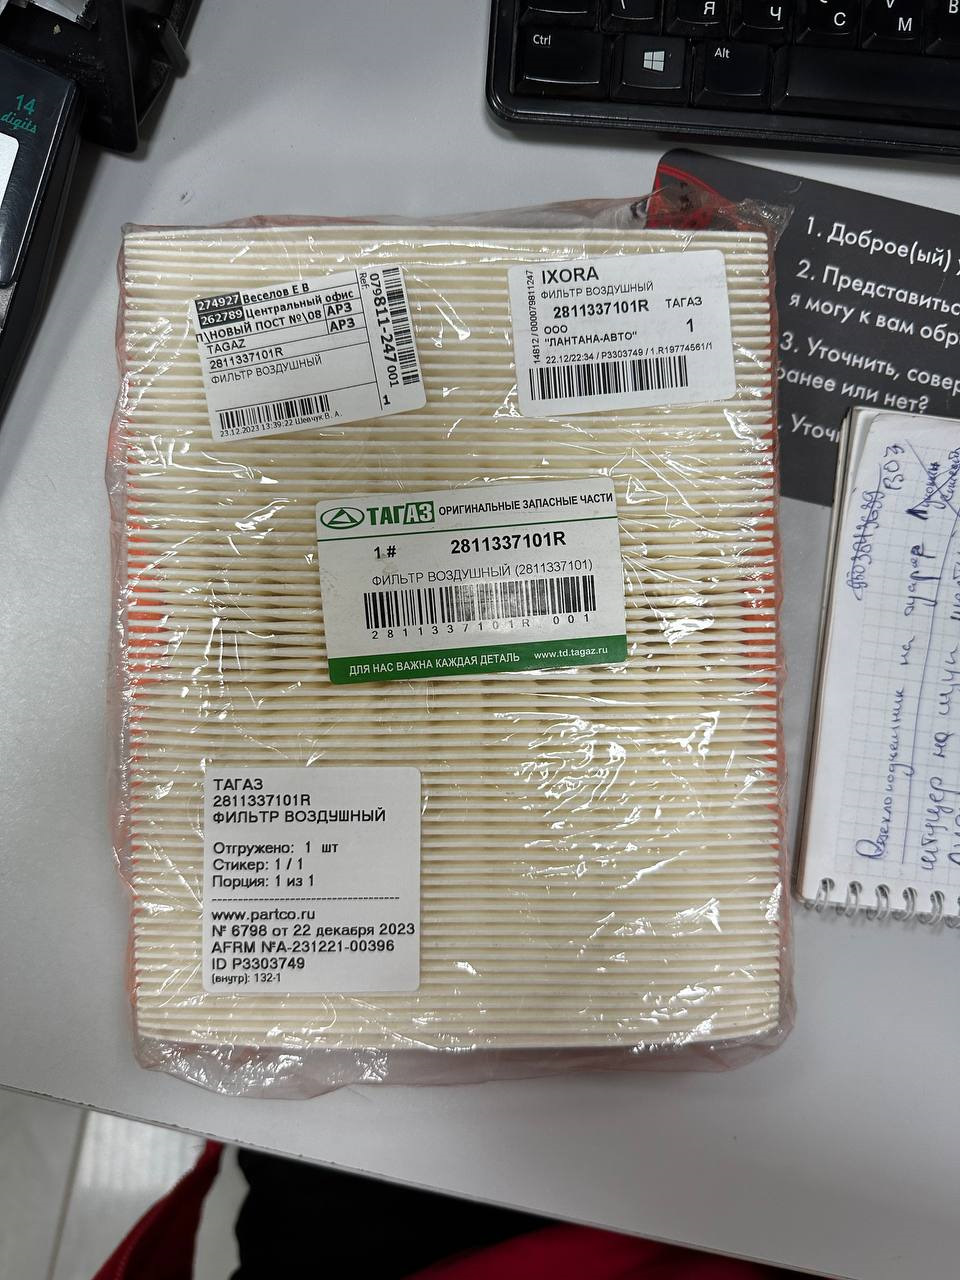 14
digits
Ctrl
Alt
Я
Ч
С
М
В
1. Доброе(ый)
2. Представитьс
я могу к вам обр
3. Уточнить, совер
ранее или нет?
Уточ
274927 Веселов Е В
262789 Центральный офис
НОВЫЙ ПОСТ №\08 АРЗ
TAGAZ АРЗ
2811337101R
ФИЛЬТР ВОЗДУШНЫЙ
23.12.2023 13:39:22 Шевчук В. А.
Ref.
079811-247 001
1
IXORA
ФИЛЬТР ВОЗДУШНЫЙ
2811337101R ТАГАЗ
ООО
"ЛАНТАНА-АВТО" 1
22.12/22:34 / P3303749 / 1.R19774561/1
14812 / 000079811247
ТАГАЗ ОРИГИНАЛЬНЫЕ ЗАПАСНЫЕ ЧАСТИ
1 # 2811337101R
ФИЛЬТР ВОЗДУШНЫЙ (2811337101)
2811337101R 001
ДЛЯ НАС ВАЖНА КАЖДАЯ ДЕТАЛЬ www.td.tagaz.ru
ТАГАЗ
2811337101R
ФИЛЬТР ВОЗДУШНЫЙ
Отгружено: 1 шт
Стикер: 1 / 1
Порция: 1 из 1
www.partco.ru
№ 6798 от 22 декабря 2023
AFRM №A-231221-00396
ID P3303749
(внутр): 132-1